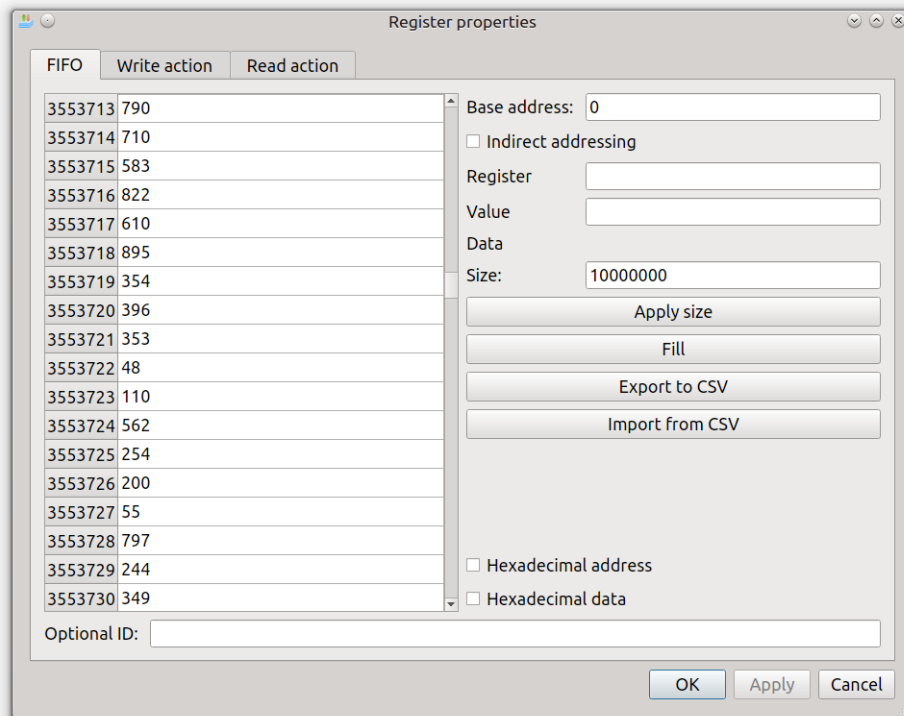 Register properties
FIFO Write action Read action
3553713 790
3553714 710
3553715 583
3553716 822
3553717 610
3553718 895
3553719 354
3553720 396
3553721 353
3553722 48
3553723 110
3553724 562
3553725 254
3553726 200
3553727 55
3553728 797
3553729 244
3553730 349
Base address: 0
Indirect addressing
Register
Value
Data
Size: 10000000
Apply size
Fill
Export to CSV
Import from CSV
Hexadecimal address
Hexadecimal data
Optional ID:
OK Apply Cancel